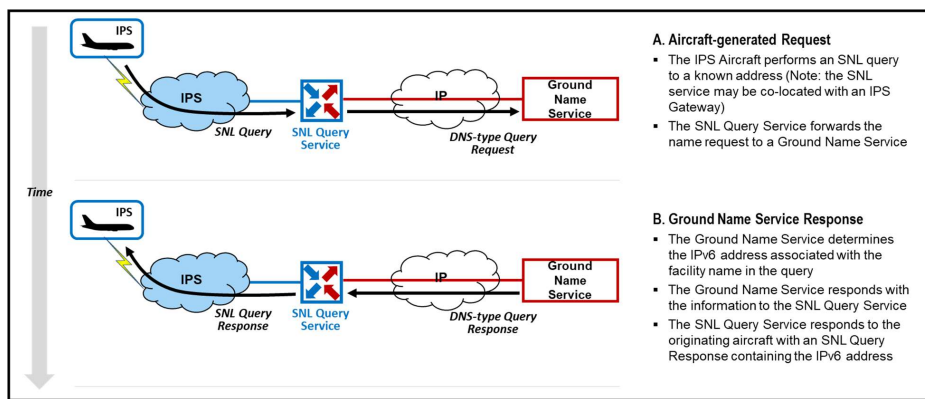 IPS
IPS
SNL Query
SNL Query
Service
IP
DNS-type Query
Request
Ground
Name
Service
A. Aircraft-generated Request
▪ The IPS Aircraft performs an SNL query
to a known address (Note: the SNL
service may be co-located with an IPS
Gateway)
▪ The SNL Query Service forwards the
name request to a Ground Name Service
Time
IPS
IPS
SNL Query
Response
SNL Query
Service
IP
DNS-type Query
Response
Ground
Name
Service
B. Ground Name Service Response
▪ The Ground Name Service determines
the IPv6 address associated with the
facility name in the query
▪ The Ground Name Service responds with
the information to the SNL Query Service
▪ The SNL Query Service responds to the
originating aircraft with an SNL Query
Response containing the IPv6 address